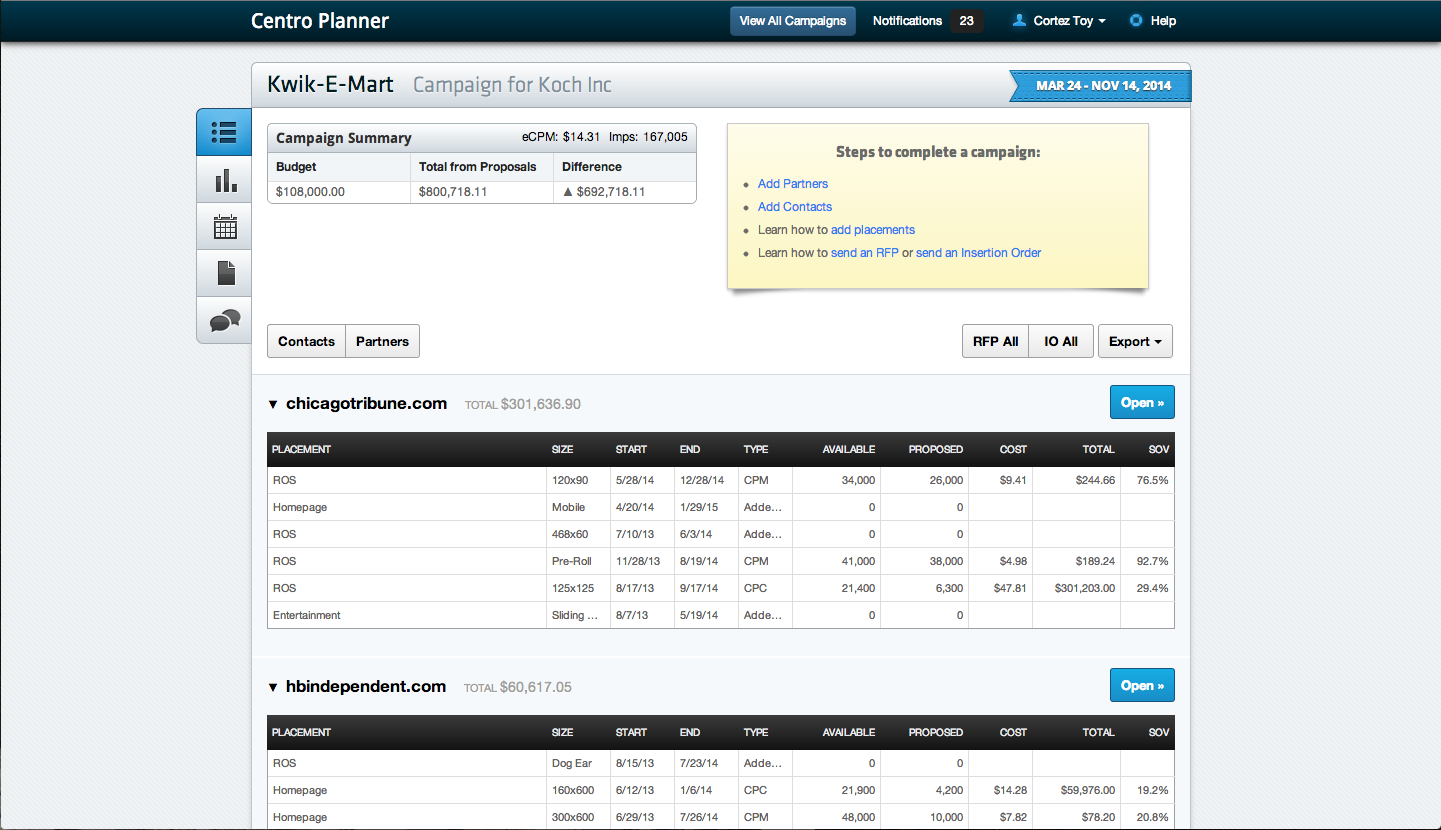 Centro Planner View All Campaigns Notifications 23 Cortez Toy Help
Kwik-E-Mart Campaign for Koch Inc MAR 24 - NOV 14, 2014
Campaign Summary eCPM: $14.31 Imps: 167,005
Budget Total from Proposals Difference
$108,000.00 $800,718.11 ▲ $692,718.11
Steps to complete a campaign:
• Add Partners
• Add Contacts
• Learn how to add placements
• Learn how to send an RFP or send an Insertion Order
Contacts Partners RFP All IO All Export
▼ chicagotribune.com TOTAL $301,636.90 Open »
PLACEMENT SIZE START END TYPE AVAILABLE PROPOSED COST TOTAL SOV
ROS 120x90 5/28/14 12/28/14 CPM 34,000 26,000 $9.41 $244.66 76.5%
Homepage Mobile 4/20/14 1/29/15 Adde... 0 0
ROS 468x60 7/10/13 6/3/14 Adde... 0 0
ROS Pre-Roll 11/28/13 8/19/14 CPM 41,000 38,000 $4.98 $189.24 92.7%
ROS 125x125 8/17/13 9/17/14 CPC 21,400 6,300 $47.81 $301,203.00 29.4%
Entertainment Sliding ... 8/7/13 5/19/14 Adde... 0 0
▼ hbindependent.com TOTAL $60,617.05 Open »
PLACEMENT SIZE START END TYPE AVAILABLE PROPOSED COST TOTAL SOV
ROS Dog Ear 8/15/13 7/23/14 Adde... 0 0
Homepage 160x600 6/12/13 1/6/14 CPC 21,900 4,200 $14.28 $59,976.00 19.2%
Homepage 300x600 6/29/13 7/26/14 CPM 48,000 10,000 $7.82 $78.20 20.8%